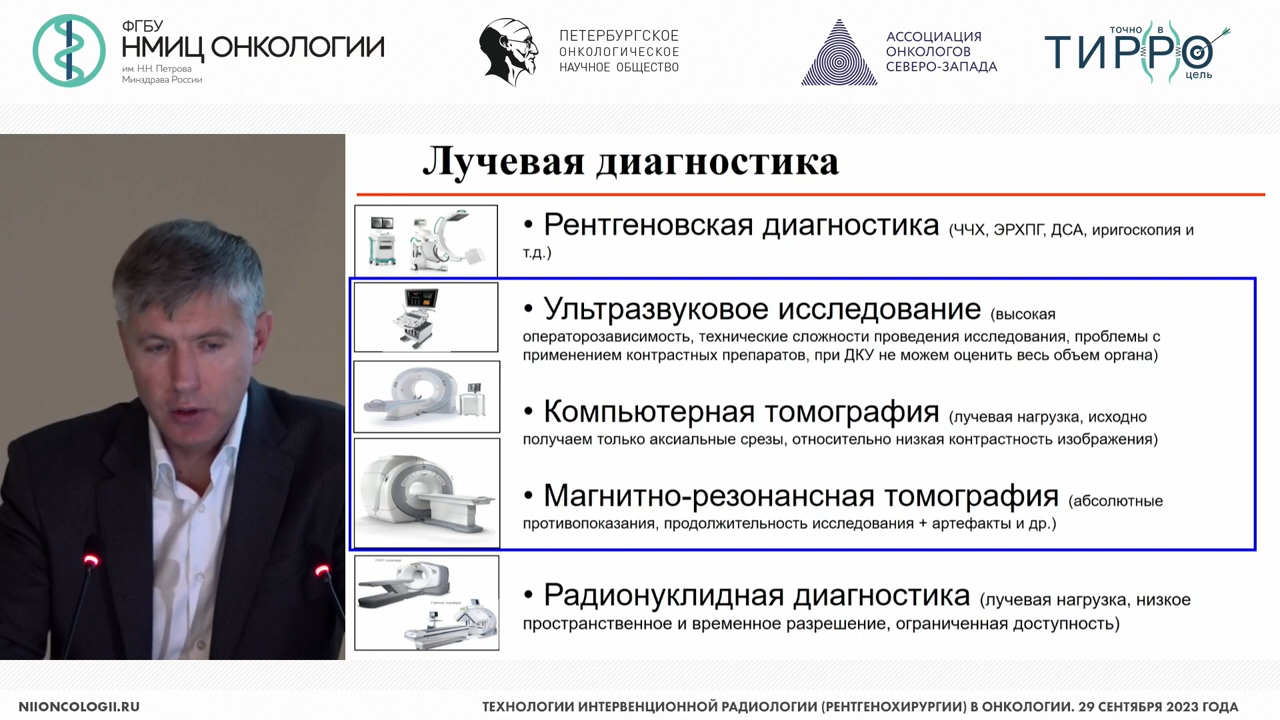 ФГБУ
НМИЦ ОНКОЛОГИИ
им. Н.Н. Петрова
Минздрава России
ПЕТЕРБУРГСКОЕ
ОНКОЛОГИЧЕСКОЕ
НАУЧНОЕ ОБЩЕСТВО
АССОЦИАЦИЯ
ОНКОЛОГОВ
СЕВЕРО-ЗАПАДА
ТОЧНО В
ТИРРО
цель
Лучевая диагностика
• Рентгеновская диагностика (ЧЧХ, ЭРХПГ, ДСА, иригоскопия и
т.д.)
• Ультразвуковое исследование (высокая
операторозависимость, технические сложности проведения исследования, проблемы с
применением контрастных препаратов, при ДКУ не можем оценить весь объем органа)
• Компьютерная томография (лучевая нагрузка, исходно
получаем только аксиальные срезы, относительно низкая контрастность изображения)
• Магнитно-резонансная томография (абсолютные
противопоказания, продолжительность исследования + артефакты и др.)
• Радионуклидная диагностика (лучевая нагрузка, низкое
пространственное и временное разрешение, ограниченная доступность)
NIIONCOLOGII.RU
ТЕХНОЛОГИИ ИНТЕРВЕНЦИОННОЙ РАДИОЛОГИИ (РЕНТГЕНОХИРУРГИИ) В ОНКОЛОГИИ. 29 СЕНТЯБРЯ 2023 ГОДА